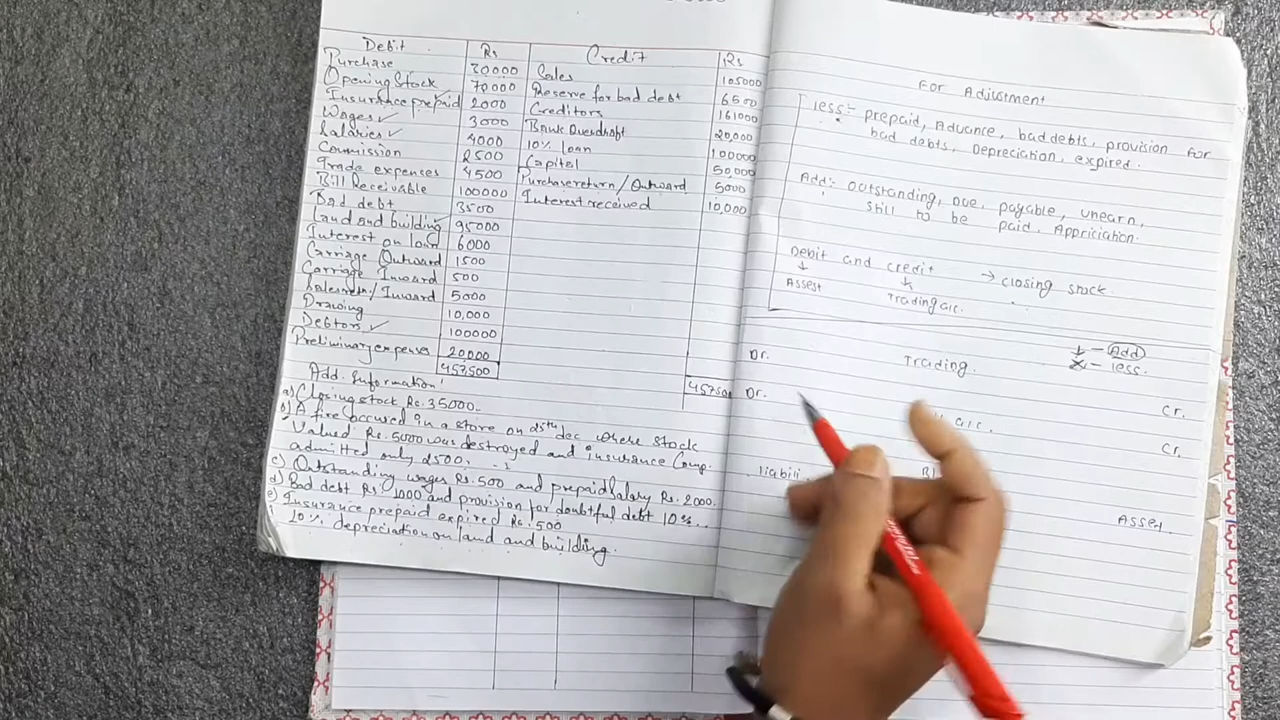 Debit Rs Credit Rs
Purchase 30000 Sales 105000
Opening Stock 70000 Reserve for bad debt 6500
Insurance prepaid 2000 Creditors 161000
Wages ✓ 3000 Bank Overdraft 20,000
Salaries ✓ 4000 10% loan 100000
Commission 2500 Capital 50,000
Trade expenses 4500 Purchase return / Outward 5000
Bill Receivable 100000 Interest received 10,000
Bad debt 3500
Land and building ✓ 95000
Interest on loan 6000
Carriage Outward 1500
Carriage Inward 500
Sales return / Inward 5000
Drawing 10,000
Debtors ✓ 100000
Preliminary expenses 20000
457500 457500
Add. Information!
a) Closing stock Rs. 35000.
b) A fire occured in a store on 25th dec where stock
Valued Rs. 5000 was destroyed and insurance Comp.
admitted only 2500.
c) Outstanding wages Rs. 500 and prepaid Salary Rs. 2000.
d) Bad debt Rs 1000 and provision for doubtful debt 10%..
e) Insurance prepaid expired Rs. 500
depreciation on land and building.
For Adjustment
less:- prepaid, Advance, bad debts, provision for
bad debts, Depreciation, expired.
Add:- Outstanding, Due, payable, unearn,
still to be paid, Appriciation.
Debit and credit → closing stock.
↓ ↓
Assest Trading a/c.
Dr. Trading. Cr.
+ - Add
x - less.
Dr. a/c. Cr.
liabili Bl Asset